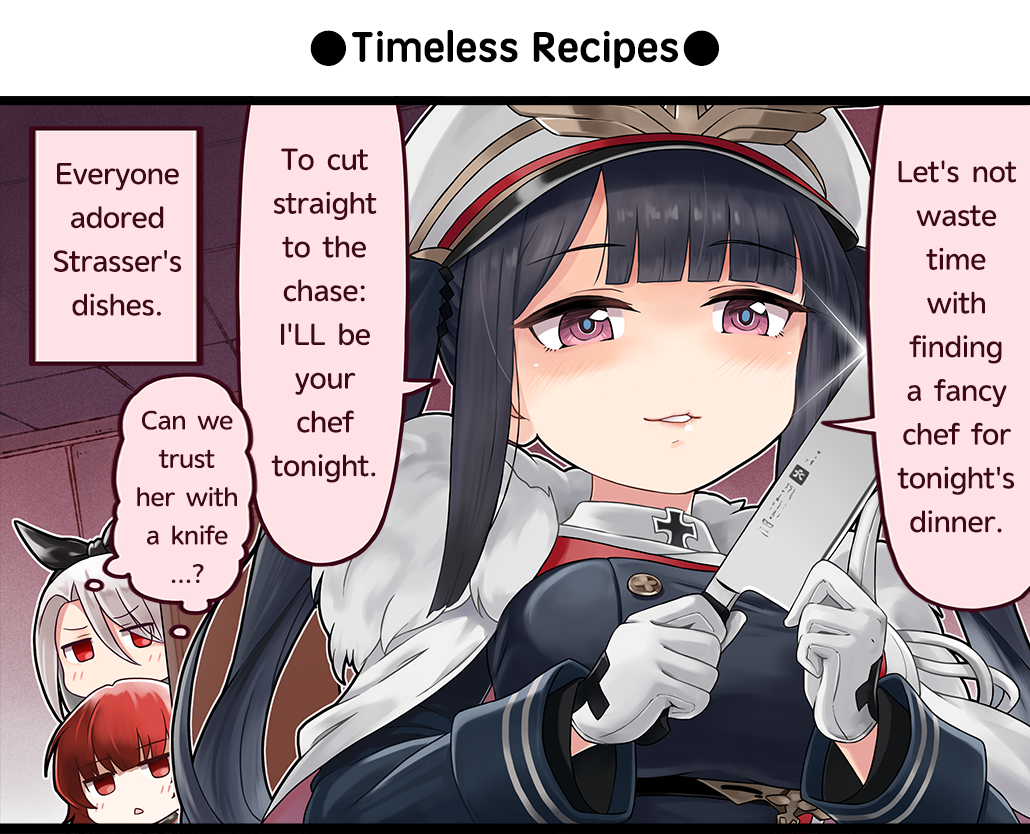 ●Timeless Recipes●
Let's not
waste
time
with
finding
a fancy
chef for
tonight's
dinner.
To cut
straight
to the
chase:
I'LL be
your
chef
tonight.
Everyone
adored
Strasser's
dishes.
Can we
trust
her with
a knife
...?